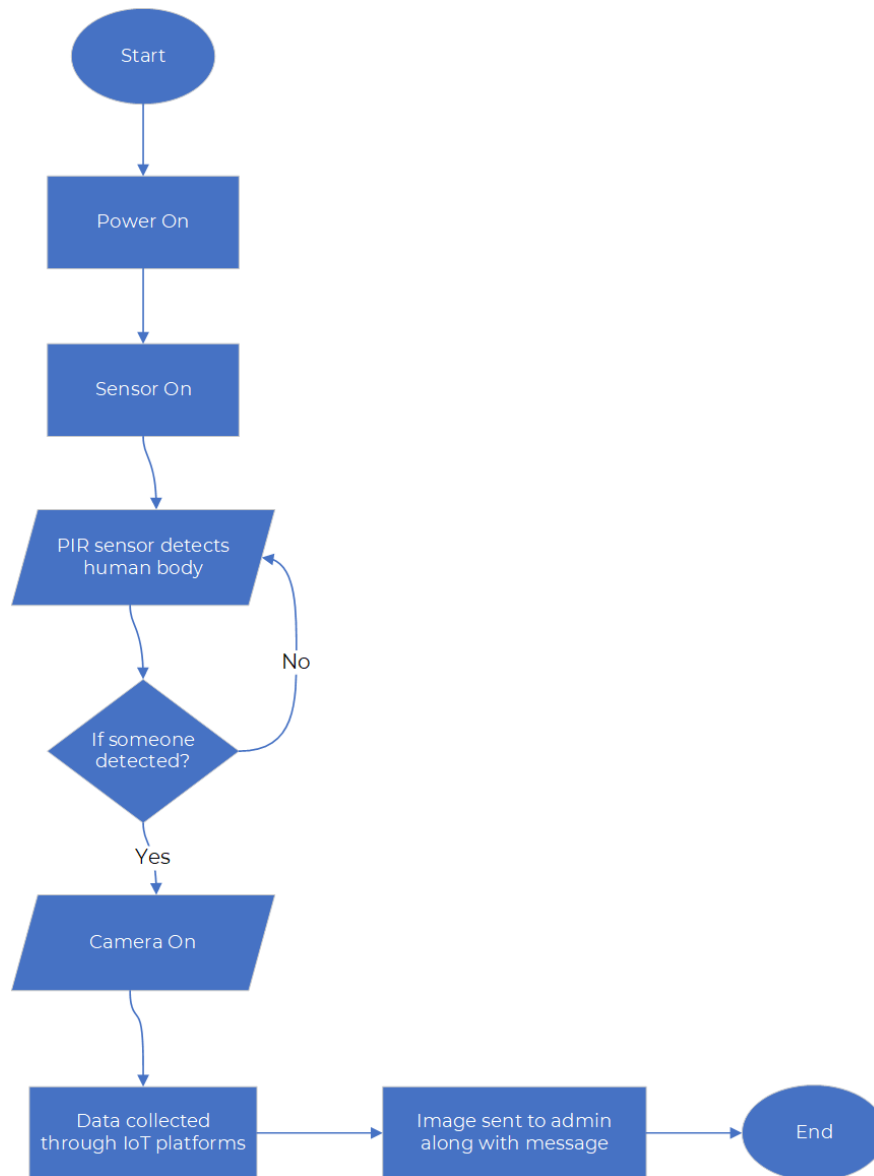 Start
Power On
Sensor On
PIR sensor detects
human body
No
If someone
detected?
Yes
Camera On
Data collected
through IoT platforms
Image sent to admin
along with message
End